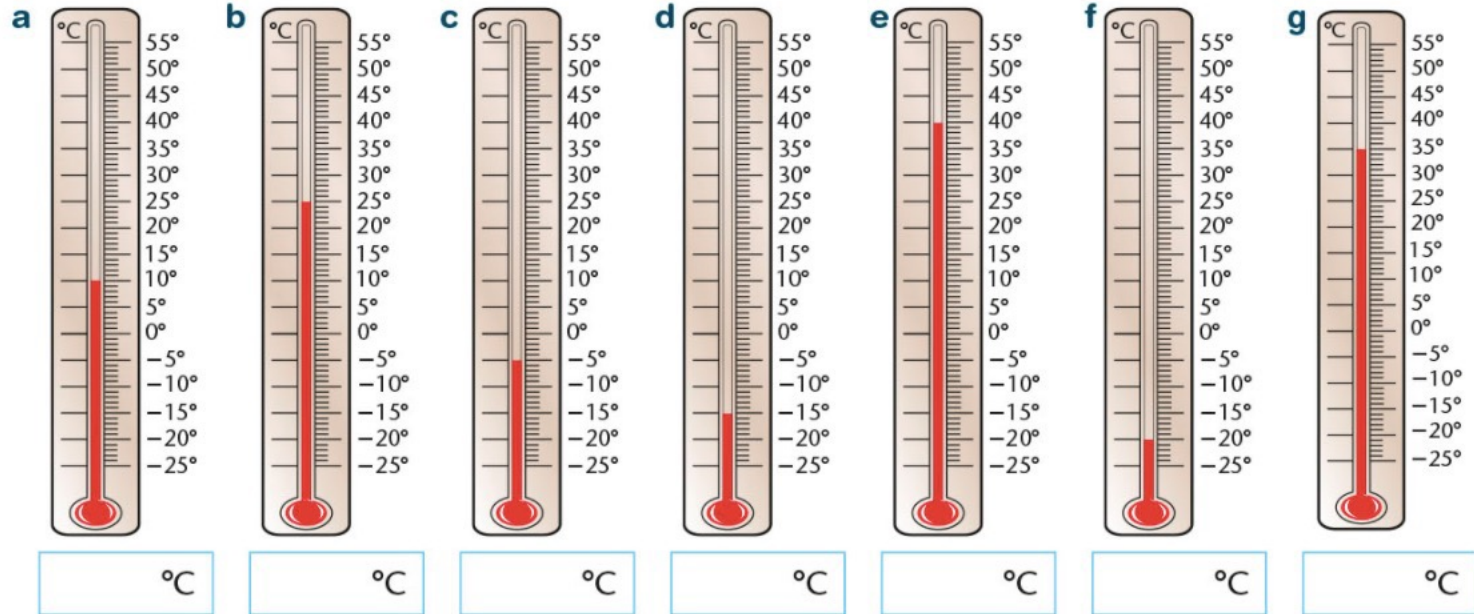 a b c d e f g
°C °C °C °C °C °C °C
55° 55° 55° 55° 55° 55° 55°
50° 50° 50° 50° 50° 50° 50°
45° 45° 45° 45° 45° 45° 45°
40° 40° 40° 40° 40° 40° 40°
35° 35° 35° 35° 35° 35° 35°
30° 30° 30° 30° 30° 30° 30°
25° 25° 25° 25° 25° 25° 25°
20° 20° 20° 20° 20° 20° 20°
15° 15° 15° 15° 15° 15° 15°
10° 10° 10° 10° 10° 10° 10°
5° 5° 5° 5° 5° 5° 5°
0° 0° 0° 0° 0° 0° 0°
−5° −5° −5° −5° −5° −5° −5°
−10° −10° −10° −10° −10° −10° −10°
−15° −15° −15° −15° −15° −15° −15°
−20° −20° −20° −20° −20° −20° −20°
−25° −25° −25° −25° −25° −25° −25°
°C °C °C °C °C °C °C